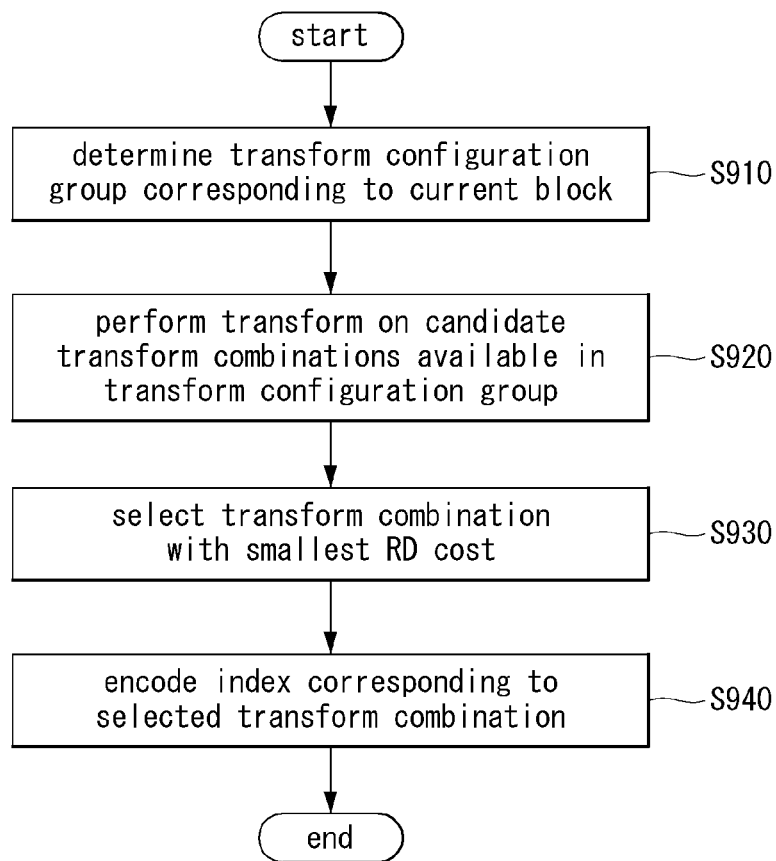 start
determine transform configuration
group corresponding to current block
S910
perform transform on candidate
transform combinations available in
transform configuration group
S920
select transform combination
with smallest RD cost
S930
encode index corresponding to
selected transform combination
S940
end